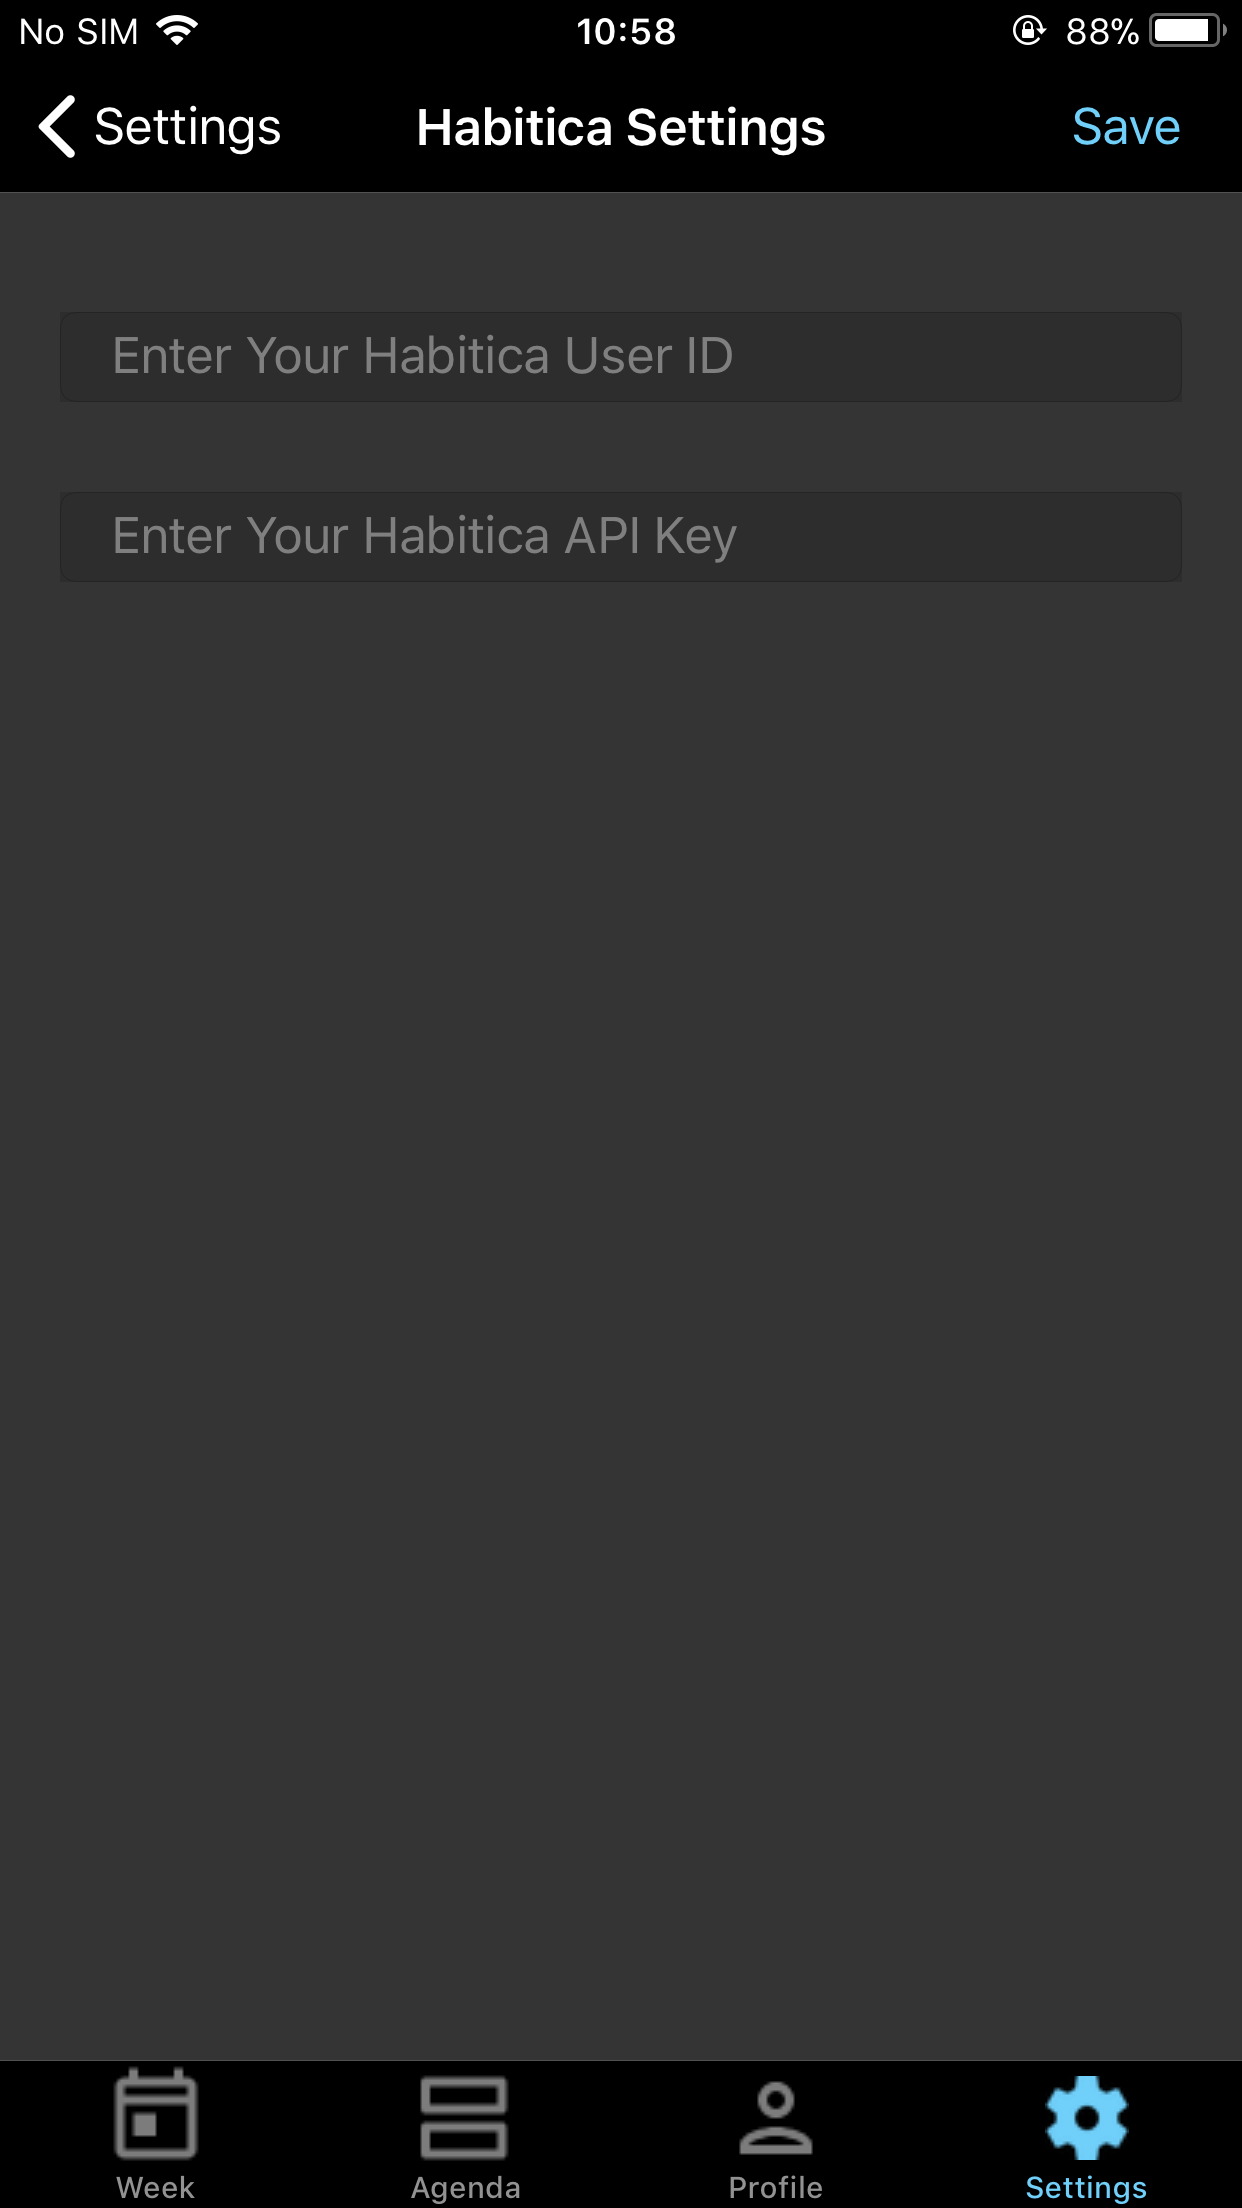 No SIM 10:58 88%
Settings Habitica Settings Save
Enter Your Habitica User ID
Enter Your Habitica API Key
Week Agenda Profile Settings